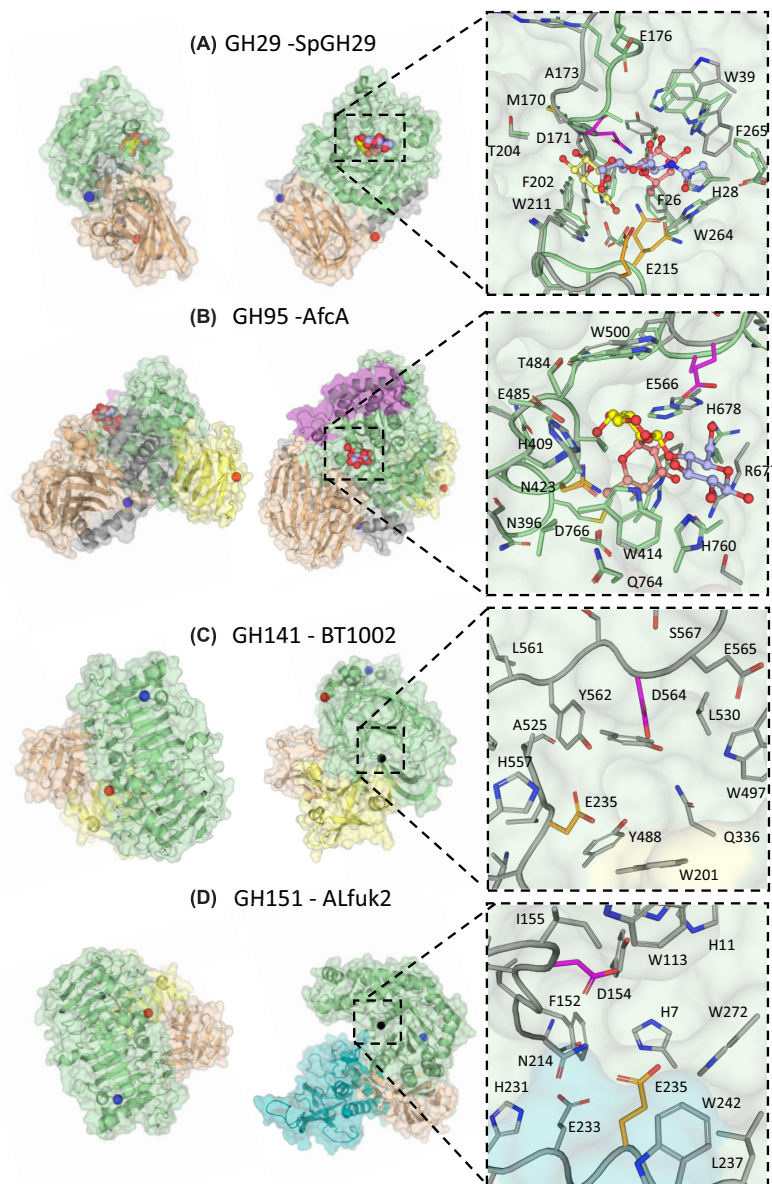 (A) GH29 -SpGH29
E176
A173
W39
M170
D171
F265
T204
F202
F26
H28
W211
W264
E215
(B) GH95 -AfcA
W500
T484
E566
E485
H678
H409
R677
N423
N396
D766
H760
W414
Q764
(C) GH141 - BT1002
S567
L561
E565
Y562
D564
L530
A525
H557
W497
E235
Y488
Q336
W201
(D) GH151 - ALfuk2
I155
H11
W113
D154
F152
H7
W272
N214
H231
E235
W242
E233
L237